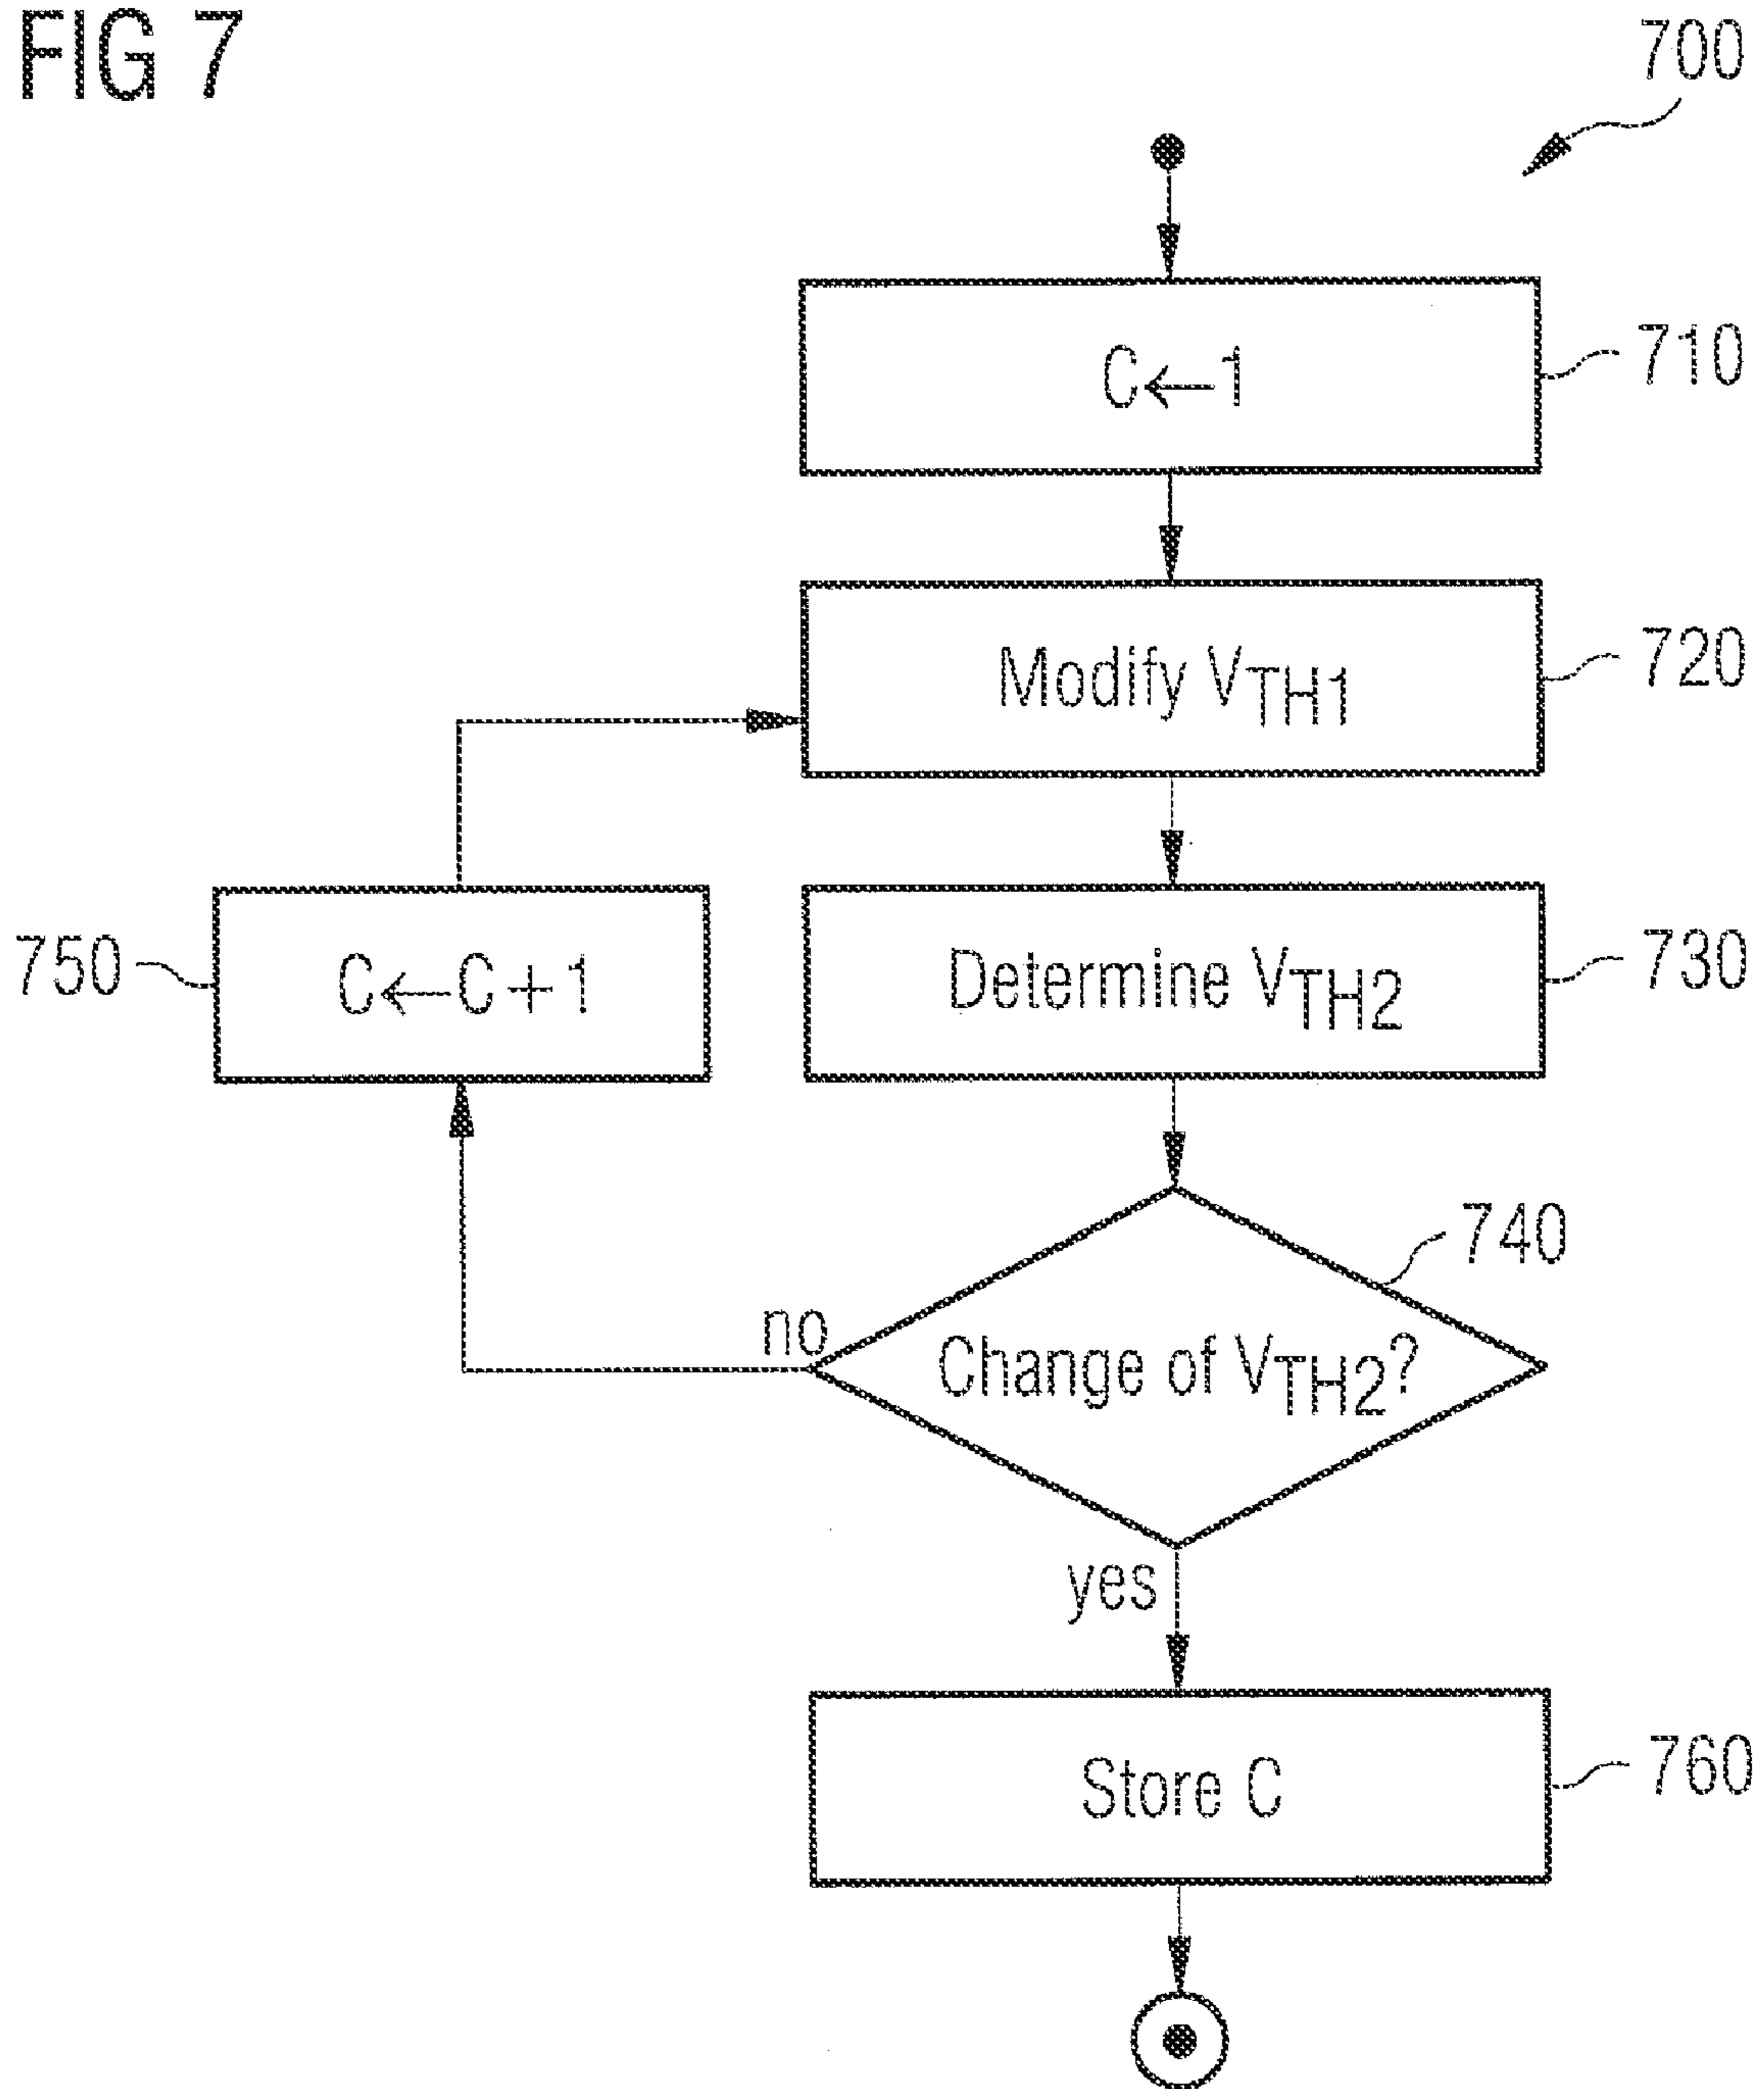 FIG 7
700
C←1
710
Modify VTH1
720
750
C←C+1
Determine VTH2
730
740
no
Change of VTH2?
yes
Store C
760